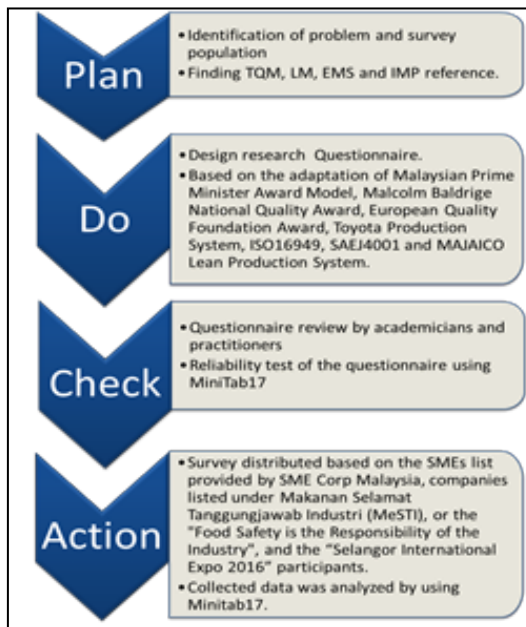 Plan
•Identification of problem and survey
population
•Finding TQM, LM, EMS and IMP reference.
Do
•Design research Questionnaire.
•Based on the adaptation of Malaysian Prime
Minister Award Model, Malcolm Baldrige
National Quality Award, European Quality
Foundation Award, Toyota Production
System, ISO16949, SAEJ4001 and MAJAICO
Lean Production System.
Check
•Questionnaire review by academicians and
practitioners
•Reliability test of the questionnaire using
MiniTab17
Action
•Survey distributed based on the SMEs list
provided by SME Corp Malaysia, companies
listed under Makanan Selamat
Tanggungjawab Industri (MeSTI), or the
"Food Safety is the Responsibility of the
Industry", and the “Selangor International
Expo 2016” participants.
•Collected data was analyzed by using
Minitab17.